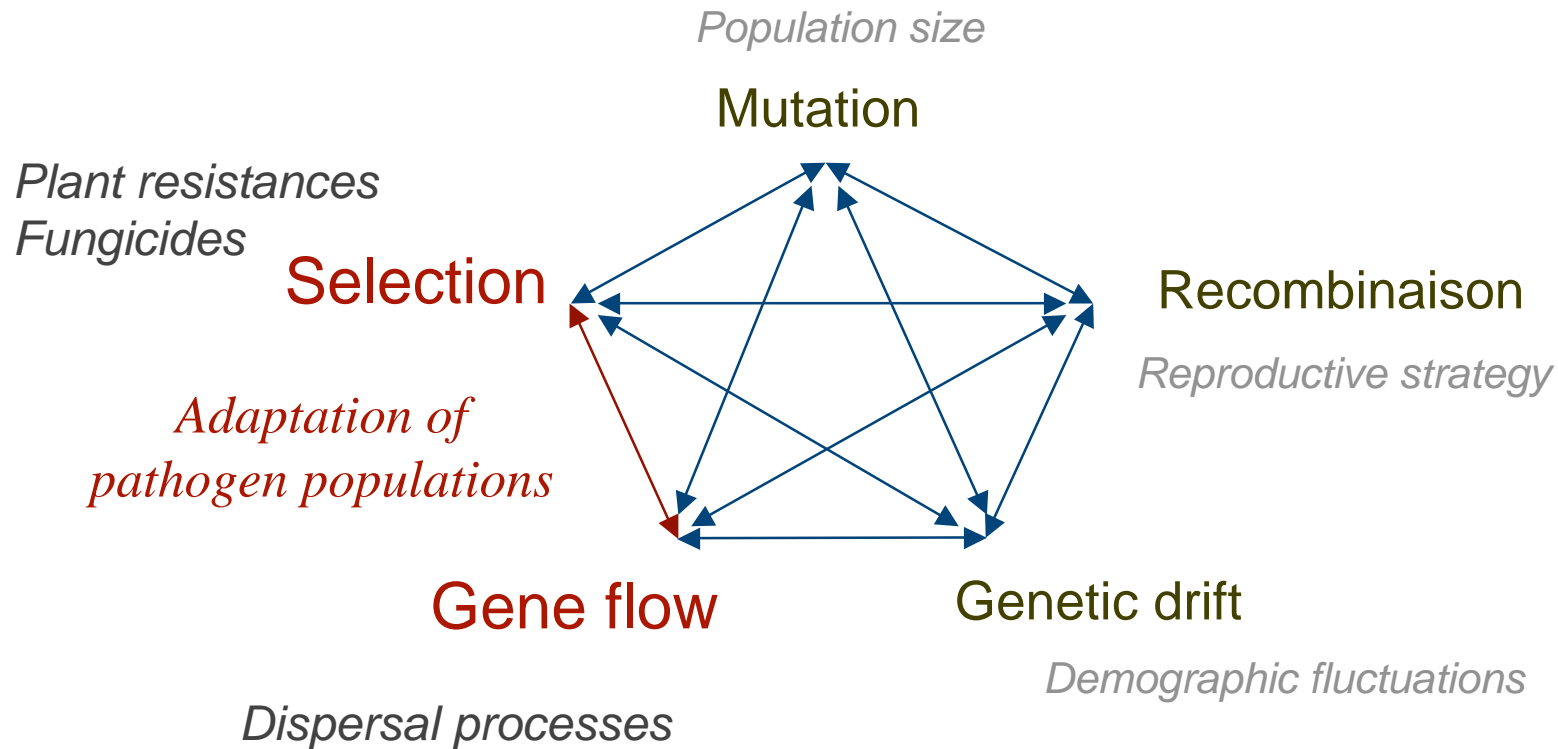 Population size
Mutation
Plant resistances
Fungicides
Selection
Recombinaison
Reproductive strategy
Adaptation of
pathogen populations
Gene flow
Genetic drift
Demographic fluctuations
Dispersal processes